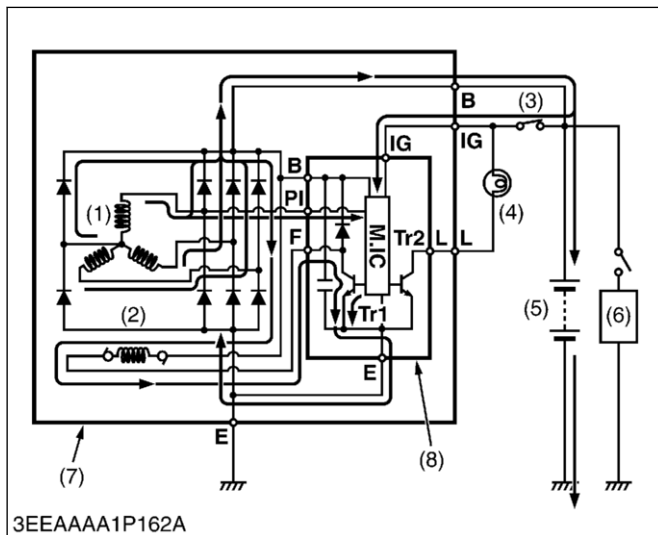 B
(3)
IG
IG
B
(1)
PI
(4)
F
M.IC
Tr2
L
L
(2)
Tr1
(5)
(6)
E
E
(7)
(8)
3EEAAAA1P162A